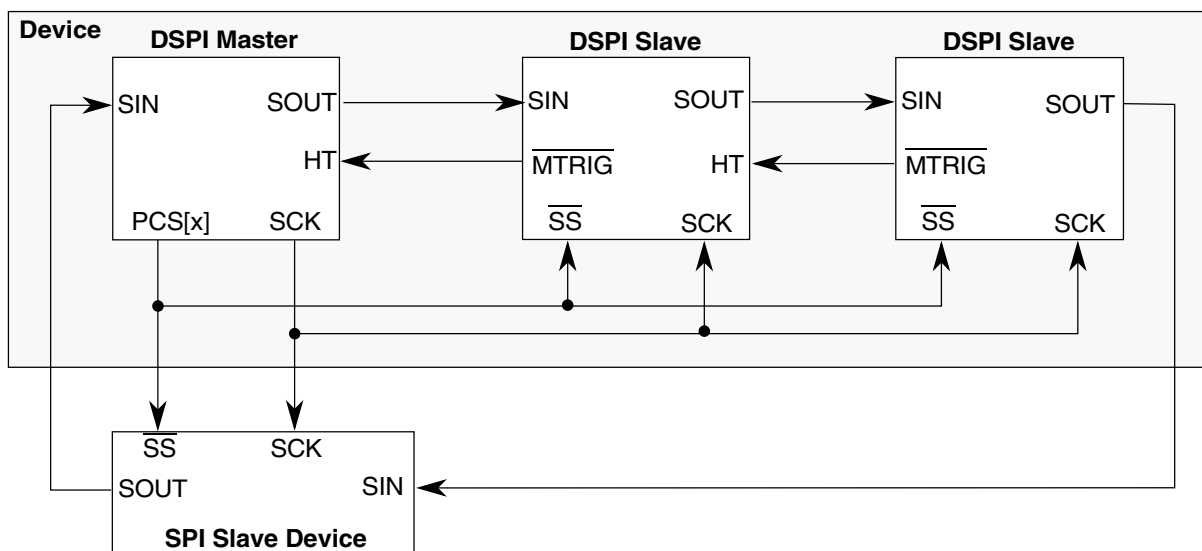 Device
DSPI Master
DSPI Slave
DSPI Slave
SIN
SOUT
HT
PCS[x]
SCK
SIN
SOUT
MTRIG
HT
SS
SCK
SIN
SOUT
MTRIG
SS
SCK
SS
SCK
SOUT
SIN
SPI Slave Device